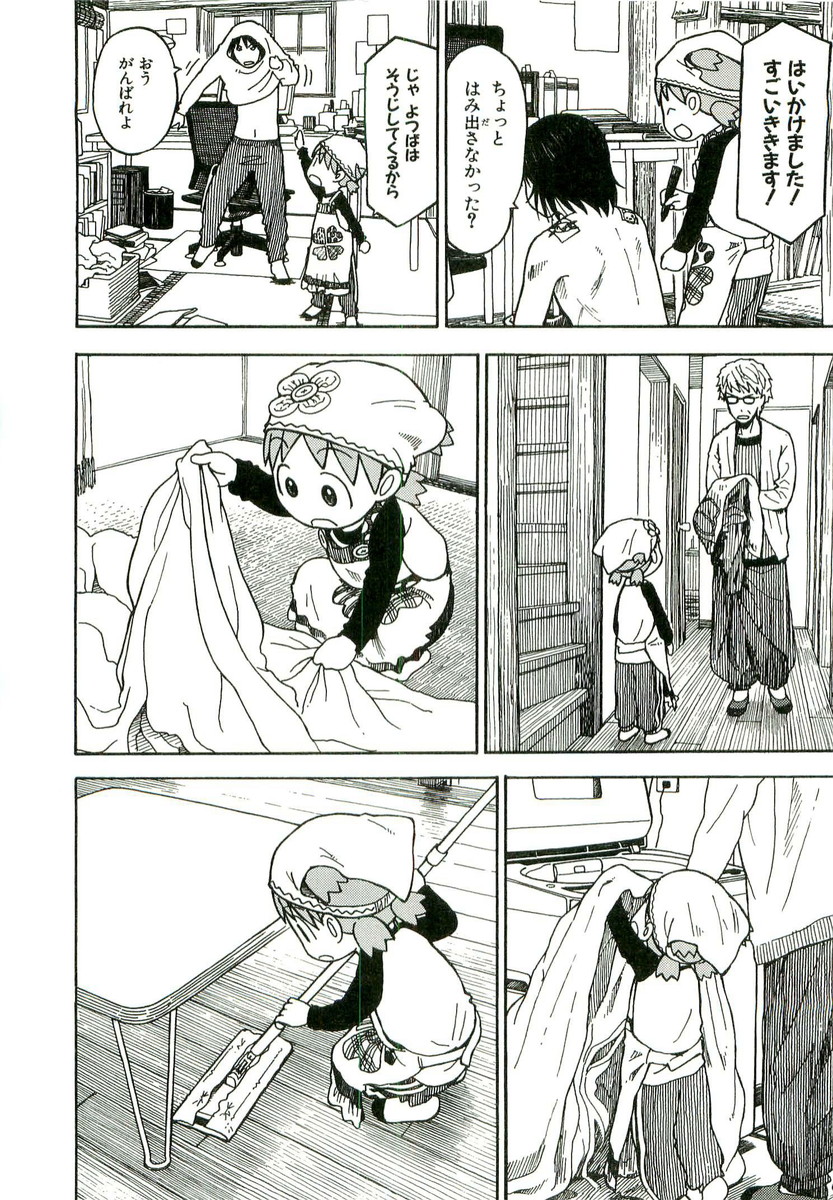 はいかけました！
すごいききます！
ちょっと
はみ出さなかった？
じゃ よつばは
そうじしてくるから
おう
がんばれよ